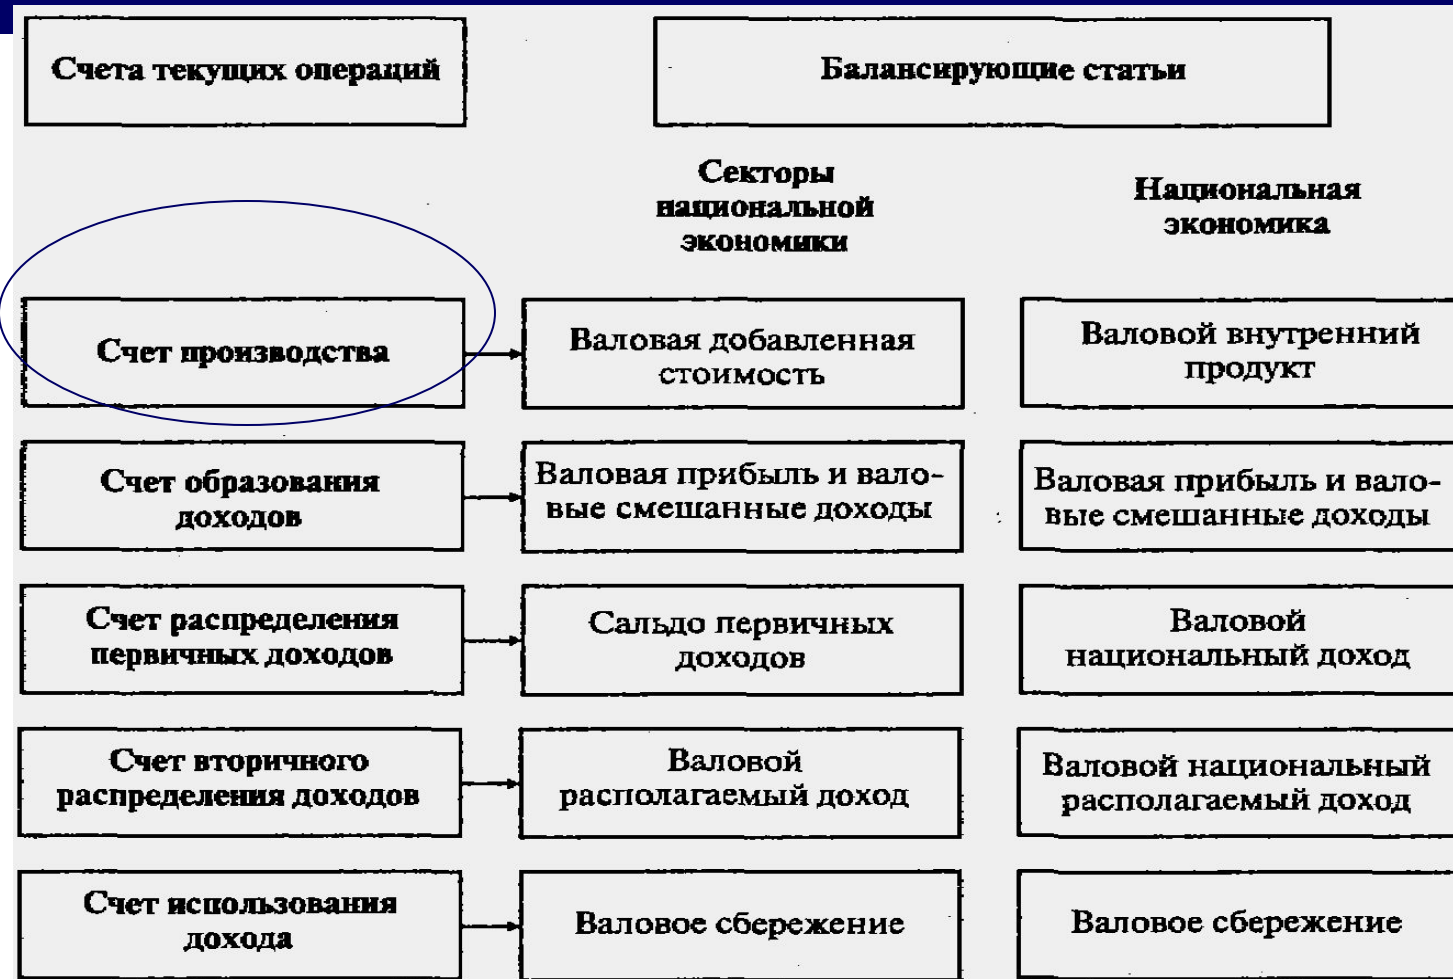 Счета текущих операций
Балансирующие статьи
Секторы
национальной
экономики
Национальная
экономика
Счет производства
Валовая добавленная
стоимость
Валовой внутренний
продукт
Счет образования
доходов
Валовая прибыль и вало-
вые смешанные доходы
Валовая прибыль и вало-
вые смешанные доходы
Счет распределения
первичных доходов
Сальдо первичных
доходов
Валовой
национальный доход
Счет вторичного
распределения доходов
Валовой
располагаемый доход
Валовой национальный
располагаемый доход
Счет использования
дохода
Валовое сбережение
Валовое сбережение